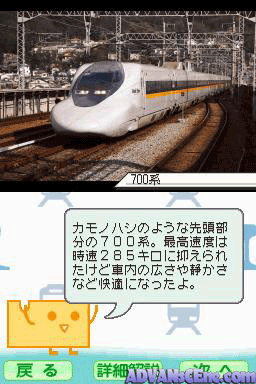 700系
カモノハシのような先頭部
分の700系。最高速度は
時速285キロに抑えられ
たけど車内の広さや静かさ
など快適になったよ。
戻る
詳細解説
次へ
ADVANSCENE.com